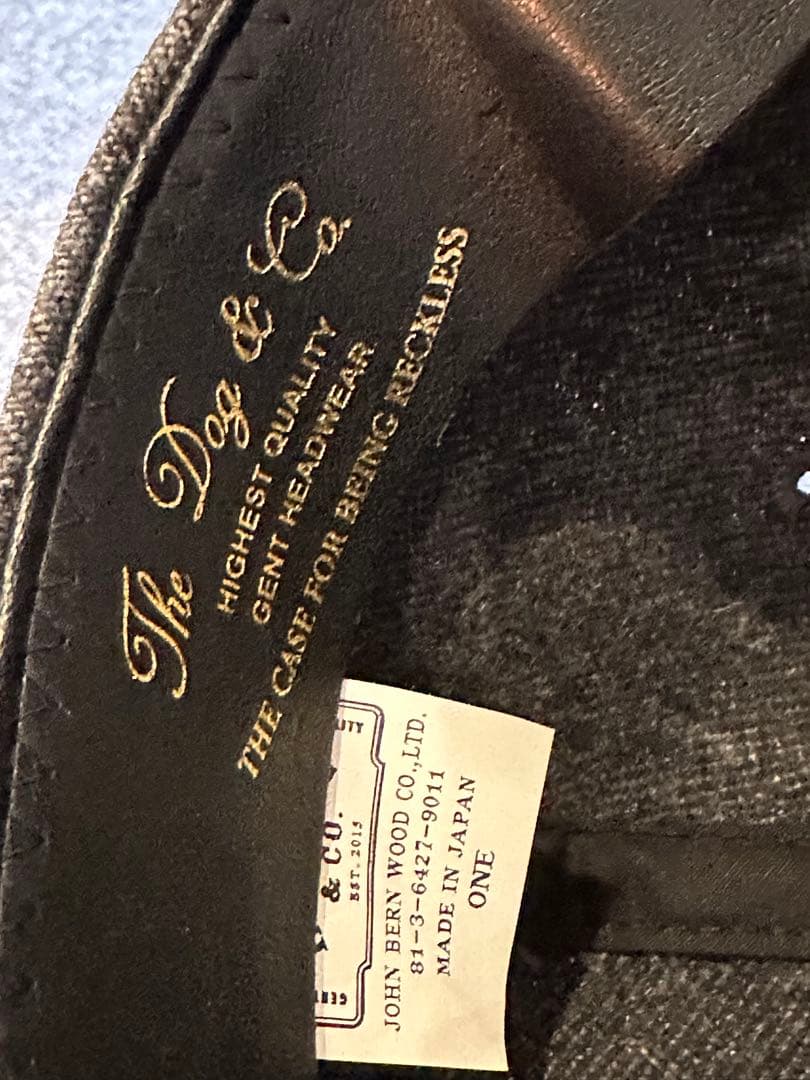 The Dog & Co.
HIGHEST QUALITY
GENT HEADWEAR
THE CASE FOR BEING RECKLESS
& CO.
EST. 2015
JOHN BERN WOOD CO.,LTD.
81-3-6427-9011
MADE IN JAPAN
ONE